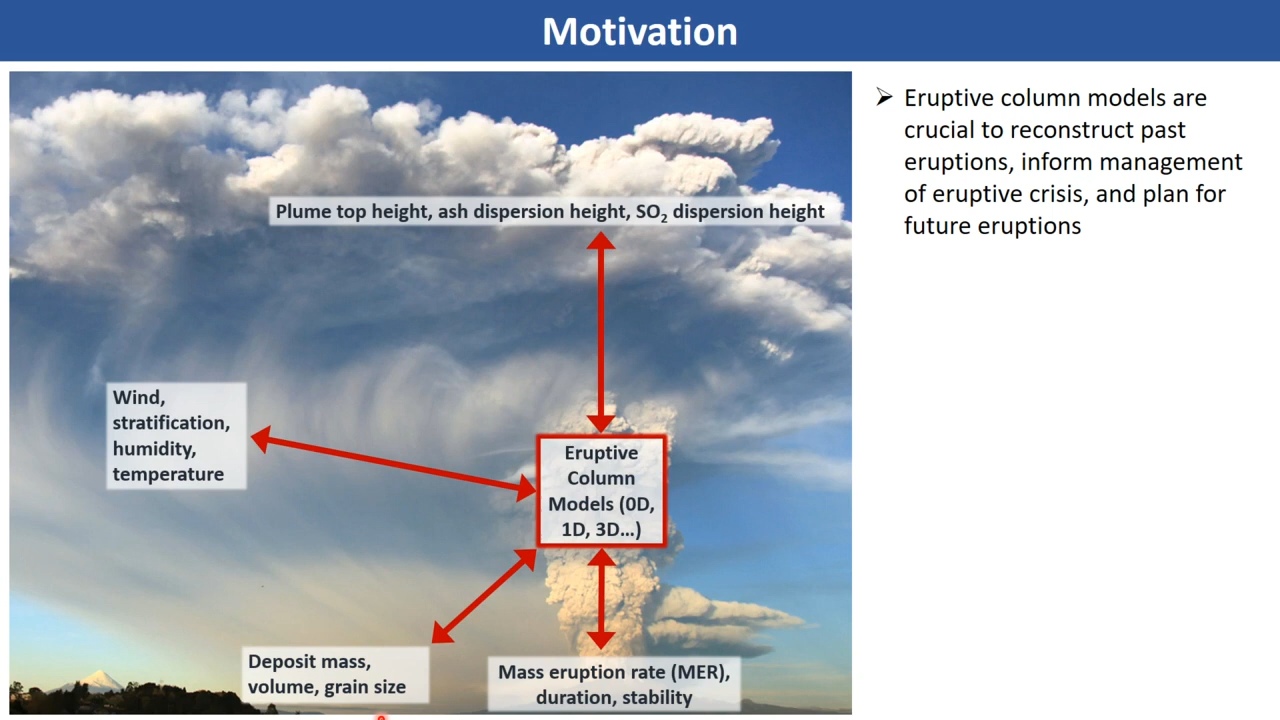 Motivation
Plume top height, ash dispersion height, SO₂ dispersion height
Wind,
stratification,
humidity,
temperature
Eruptive
Column
Models (0D,
1D, 3D...)
Deposit mass,
volume, grain size
Mass eruption rate (MER),
duration, stability
➢ Eruptive column models are
crucial to reconstruct past
eruptions, inform management
of eruptive crisis, and plan for
future eruptions